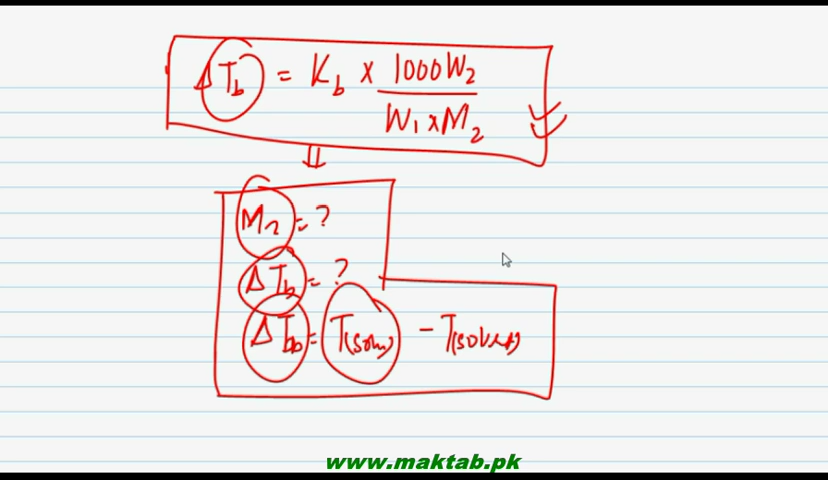 ΔTb = Kb × 1000W2
W1 × M2
M2 = ?
ΔTb = ?
ΔTb = T(soln) - T(solvent)
www.maktab.pk